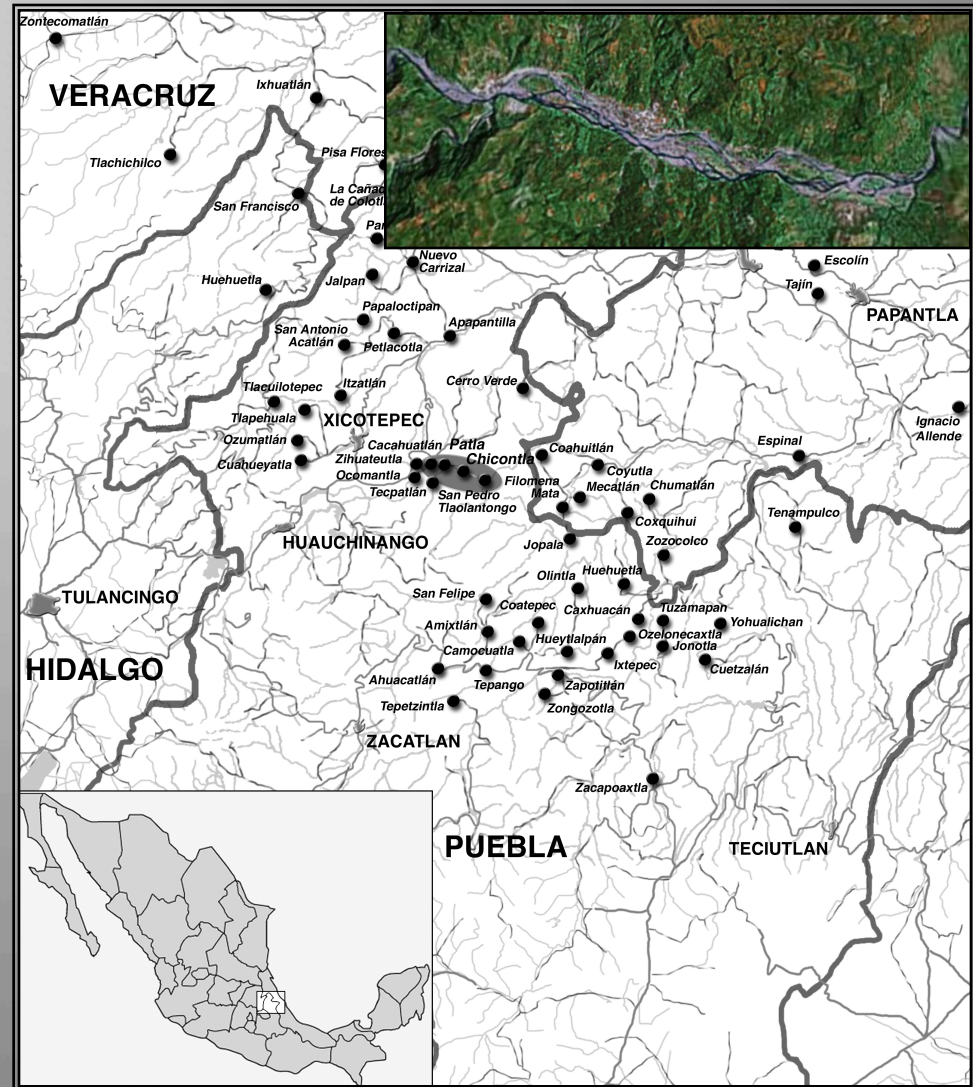 Zontecomatlán
VERACRUZ
Ixhuatlán
Tlachichilco
Pisa Flores
La Cañad
de Colotl
San Francisco
Pa
Nuevo
Carrizal
Huehuetla
Jalpan
Escolín
Tajín
PAPANTLA
Papaloctipan
San Antonio
Acatlán
Petlacotla
Apapantilla
Cerro Verde
Tlacuilotepec
Itzatlán
Tlapehuala
XICOTEPEC
Ignacio
Allende
Ozumatlán
Cuahueyatla
Cacahuatlán
Patla
Zihuateutla
Chicontla
Ocomantla
Tecpatlán
San Pedro
Tlaolantongo
Coahuitlán
Coyutla
Espinal
Filomena
Mata
Mecatlán
Chumatlán
Coxquihui
Tenampulco
HUAUCHINANGO
Jopala
Zozocolco
TULANCINGO
Olintla
Huehuetla
San Felipe
Coatepec
Caxhuacán
Tuzamapan
Yohualichan
Amixtlán
Camocuatla
Hueytlalpán
Ozelonecaxtla
Jonotla
Ixtepec
Cuetzalán
HIDALGO
Ahuacatlán
Tepango
Zapotitlán
Tepetzintla
Zongozotla
ZACATLAN
Zacapoaxtla
PUEBLA
TECIUTLAN